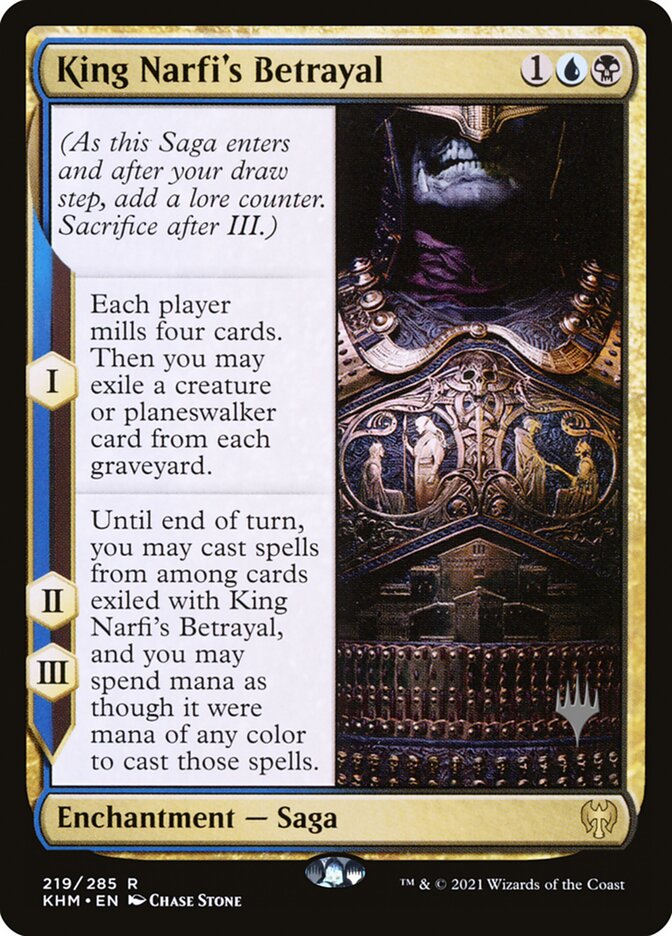 King Narfi's Betrayal 1
(As this Saga enters
and after your draw
step, add a lore counter.
Sacrifice after III.)
I
Each player
mills four cards.
Then you may
exile a creature
or planeswalker
card from each
graveyard.
II
III
Until end of turn,
you may cast spells
from among cards
exiled with King
Narfi's Betrayal,
and you may
spend mana as
though it were
mana of any color
to cast those spells.
Enchantment — Saga
219/285 R
KHM • EN CHASE STONE
™ & © 2021 Wizards of the Coast